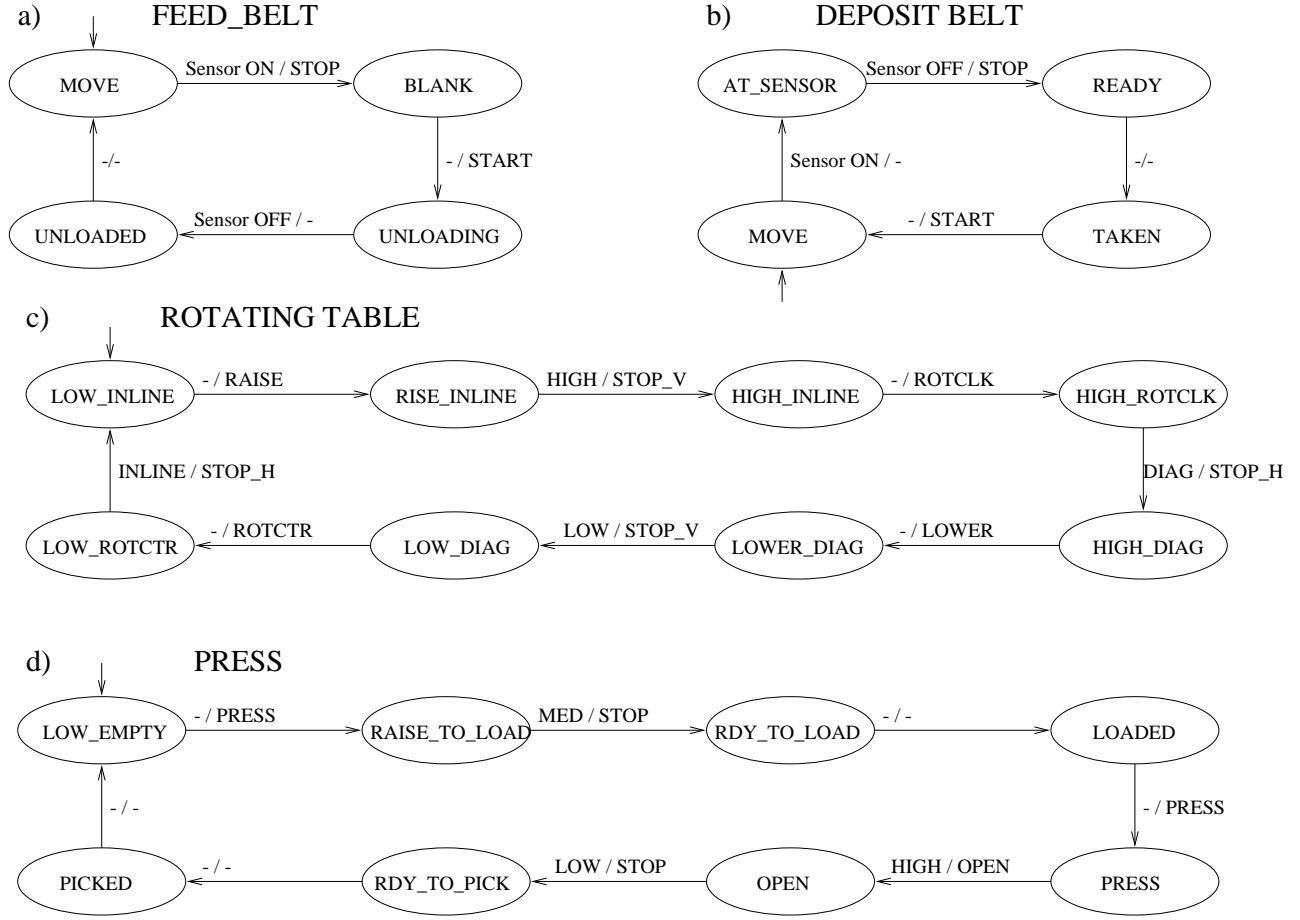 a) FEED_BELT
MOVE
Sensor ON / STOP
BLANK
-/-
- / START
UNLOADED
Sensor OFF / -
UNLOADING
b) DEPOSIT BELT
AT_SENSOR
Sensor OFF / STOP
READY
Sensor ON / -
-/-
MOVE
- / START
TAKEN
c) ROTATING TABLE
LOW_INLINE
- / RAISE
RISE_INLINE
HIGH / STOP_V
HIGH_INLINE
- / ROTCLK
HIGH_ROTCLK
INLINE / STOP_H
DIAG / STOP_H
LOW_ROTCTR
- / ROTCTR
LOW_DIAG
LOW / STOP_V
LOWER_DIAG
- / LOWER
HIGH_DIAG
d) PRESS
LOW_EMPTY
- / PRESS
RAISE_TO_LOAD
MED / STOP
RDY_TO_LOAD
- / -
LOADED
- / -
- / PRESS
PICKED
- / -
RDY_TO_PICK
LOW / STOP
OPEN
HIGH / OPEN
PRESS